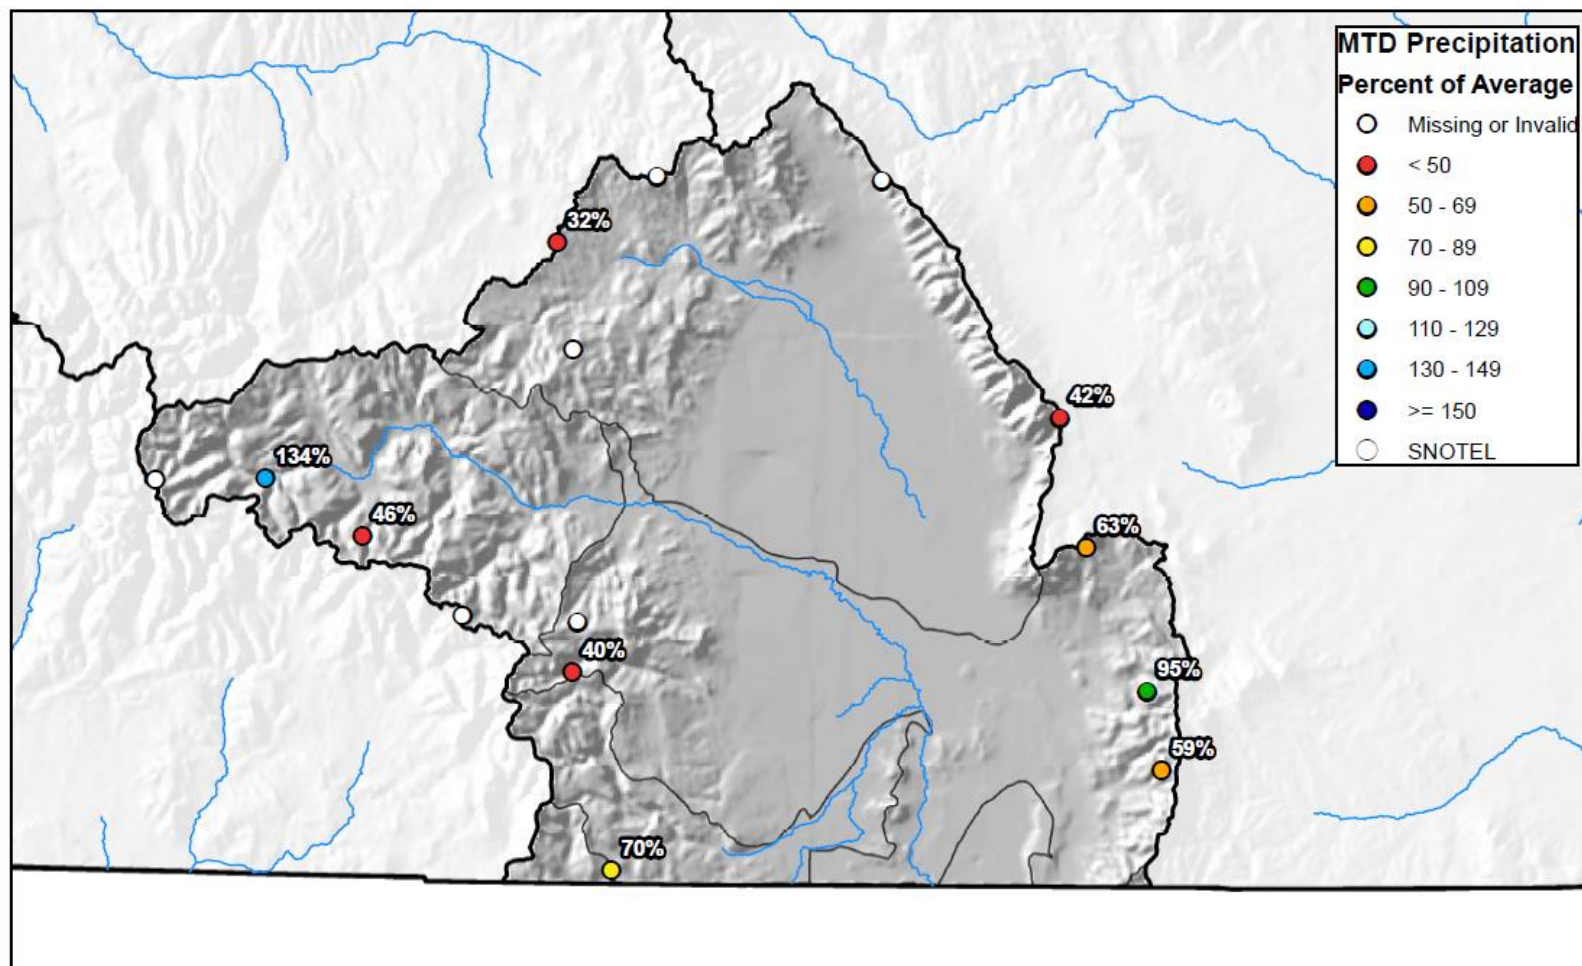 MTD Precipitation
Percent of Average
Missing or Invalid
< 50
50 - 69
70 - 89
90 - 109
110 - 129
130 - 149
>= 150
SNOTEL
32%
42%
134%
46%
63%
40%
95%
59%
70%